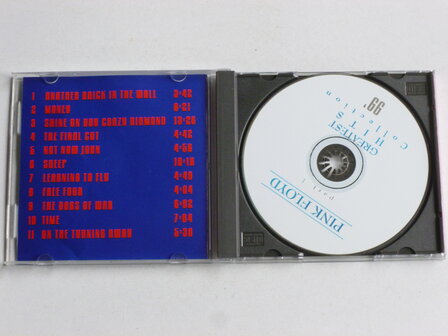 1 ANOTHER BRICK IN THE WALL 3:42
2 MONEY 6:21
3 SHINE ON YOU CRAZY DIAMOND 13:26
4 THE FINAL CUT 4:42
5 NOT NOW JOHN 4:56
6 SHEEP 10:18
7 LEARNING TO FLY 4:49
8 FREE FOUR 4:04
9 THE DOGS OF WAR 6:02
10 TIME 7:04
11 ON THE TURNING AWAY 5:38
PINK FLOYD
part 1
GREATEST
HITS
Collection
99'